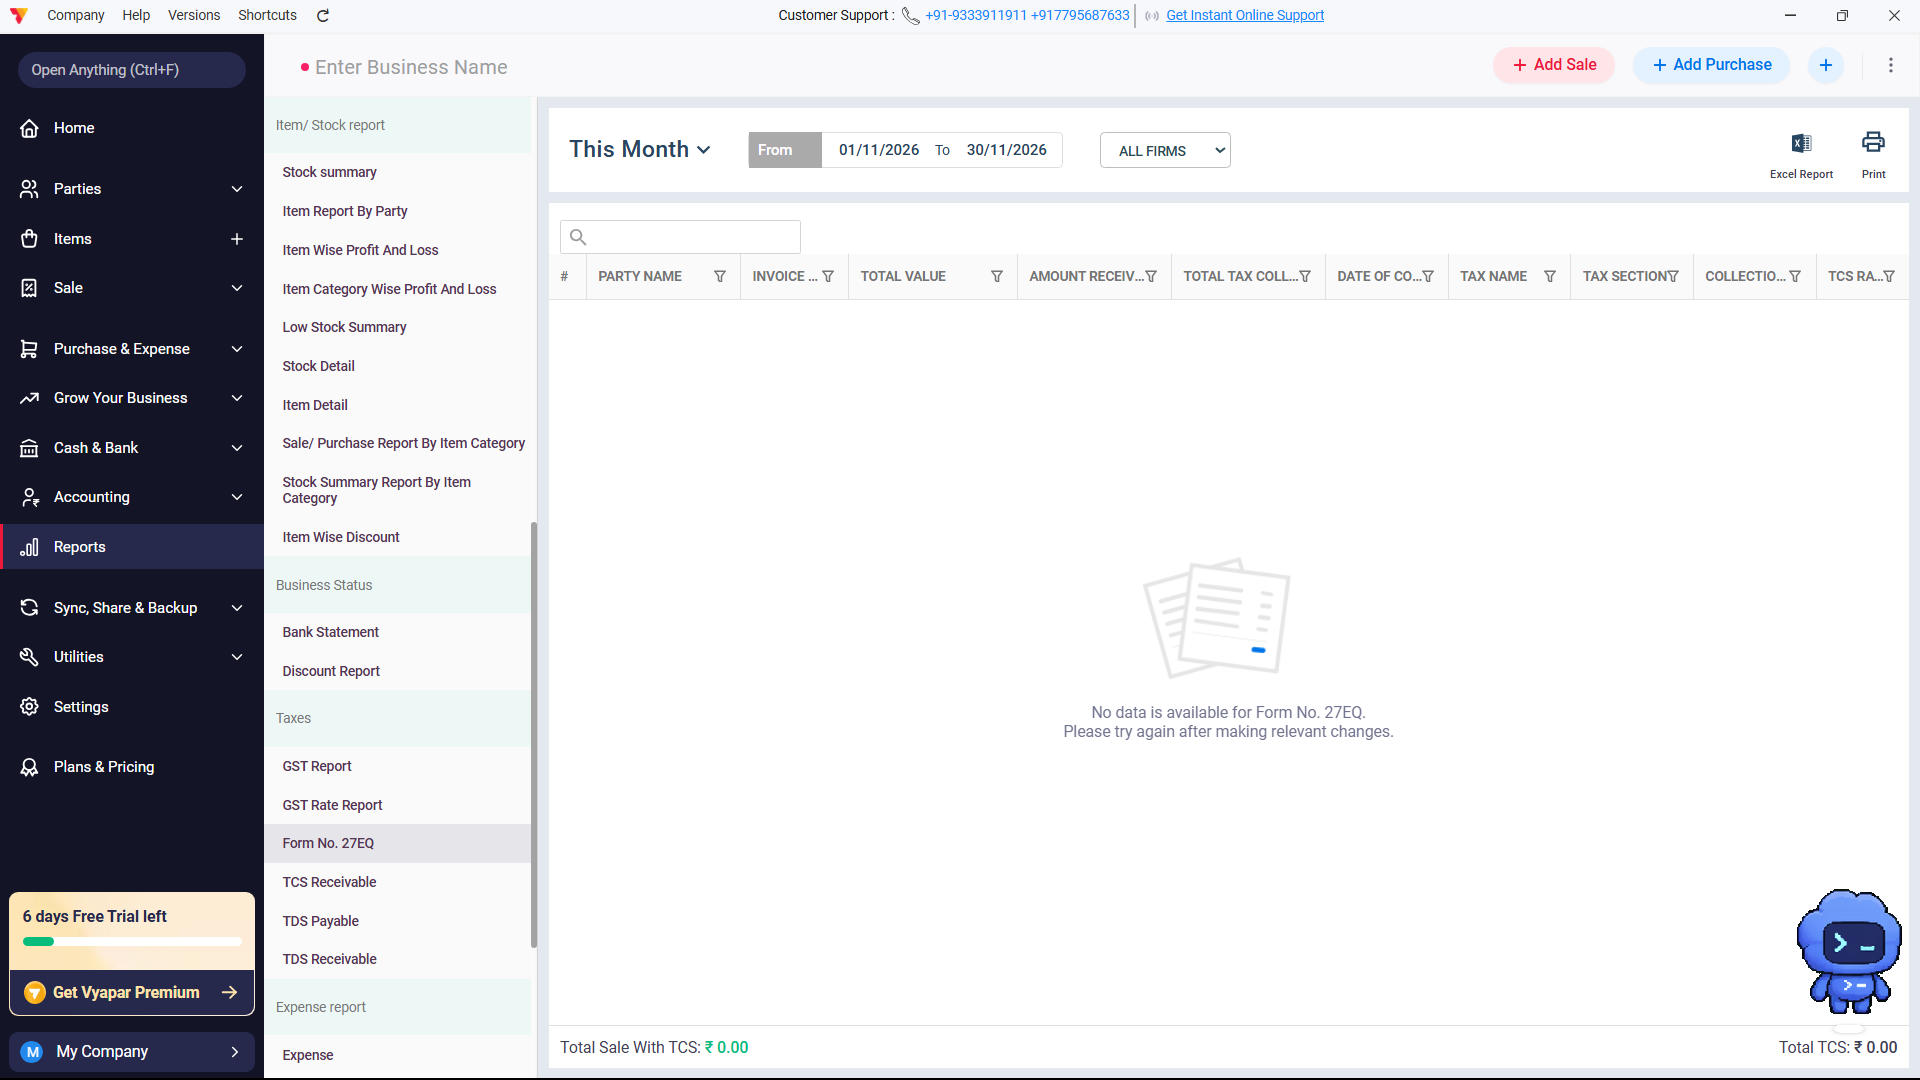 Company Help Versions Shortcuts
Customer Support : +91-9333911911 +917795687633 Get Instant Online Support
Open Anything (Ctrl+F)
Enter Business Name
+ Add Sale
+ Add Purchase
+
Home
Parties
Items
Sale
Purchase & Expense
Grow Your Business
Cash & Bank
Accounting
Reports
Sync, Share & Backup
Utilities
Settings
Plans & Pricing
6 days Free Trial left
Get Vyapar Premium
M My Company
Item/ Stock report
Stock summary
Item Report By Party
Item Wise Profit And Loss
Item Category Wise Profit And Loss
Low Stock Summary
Stock Detail
Item Detail
Sale/ Purchase Report By Item Category
Stock Summary Report By Item
Category
Item Wise Discount
Business Status
Bank Statement
Discount Report
Taxes
GST Report
GST Rate Report
Form No. 27EQ
TCS Receivable
TDS Payable
TDS Receivable
Expense report
Expense
This Month
From 01/11/2026 To 30/11/2026
ALL FIRMS
Excel Report
Print
# PARTY NAME INVOICE ... TOTAL VALUE AMOUNT RECEIV... TOTAL TAX COLL... DATE OF CO... TAX NAME TAX SECTION COLLECTIO... TCS RA...
No data is available for Form No. 27EQ.
Please try again after making relevant changes.
Total Sale With TCS: ₹ 0.00
Total TCS: ₹ 0.00